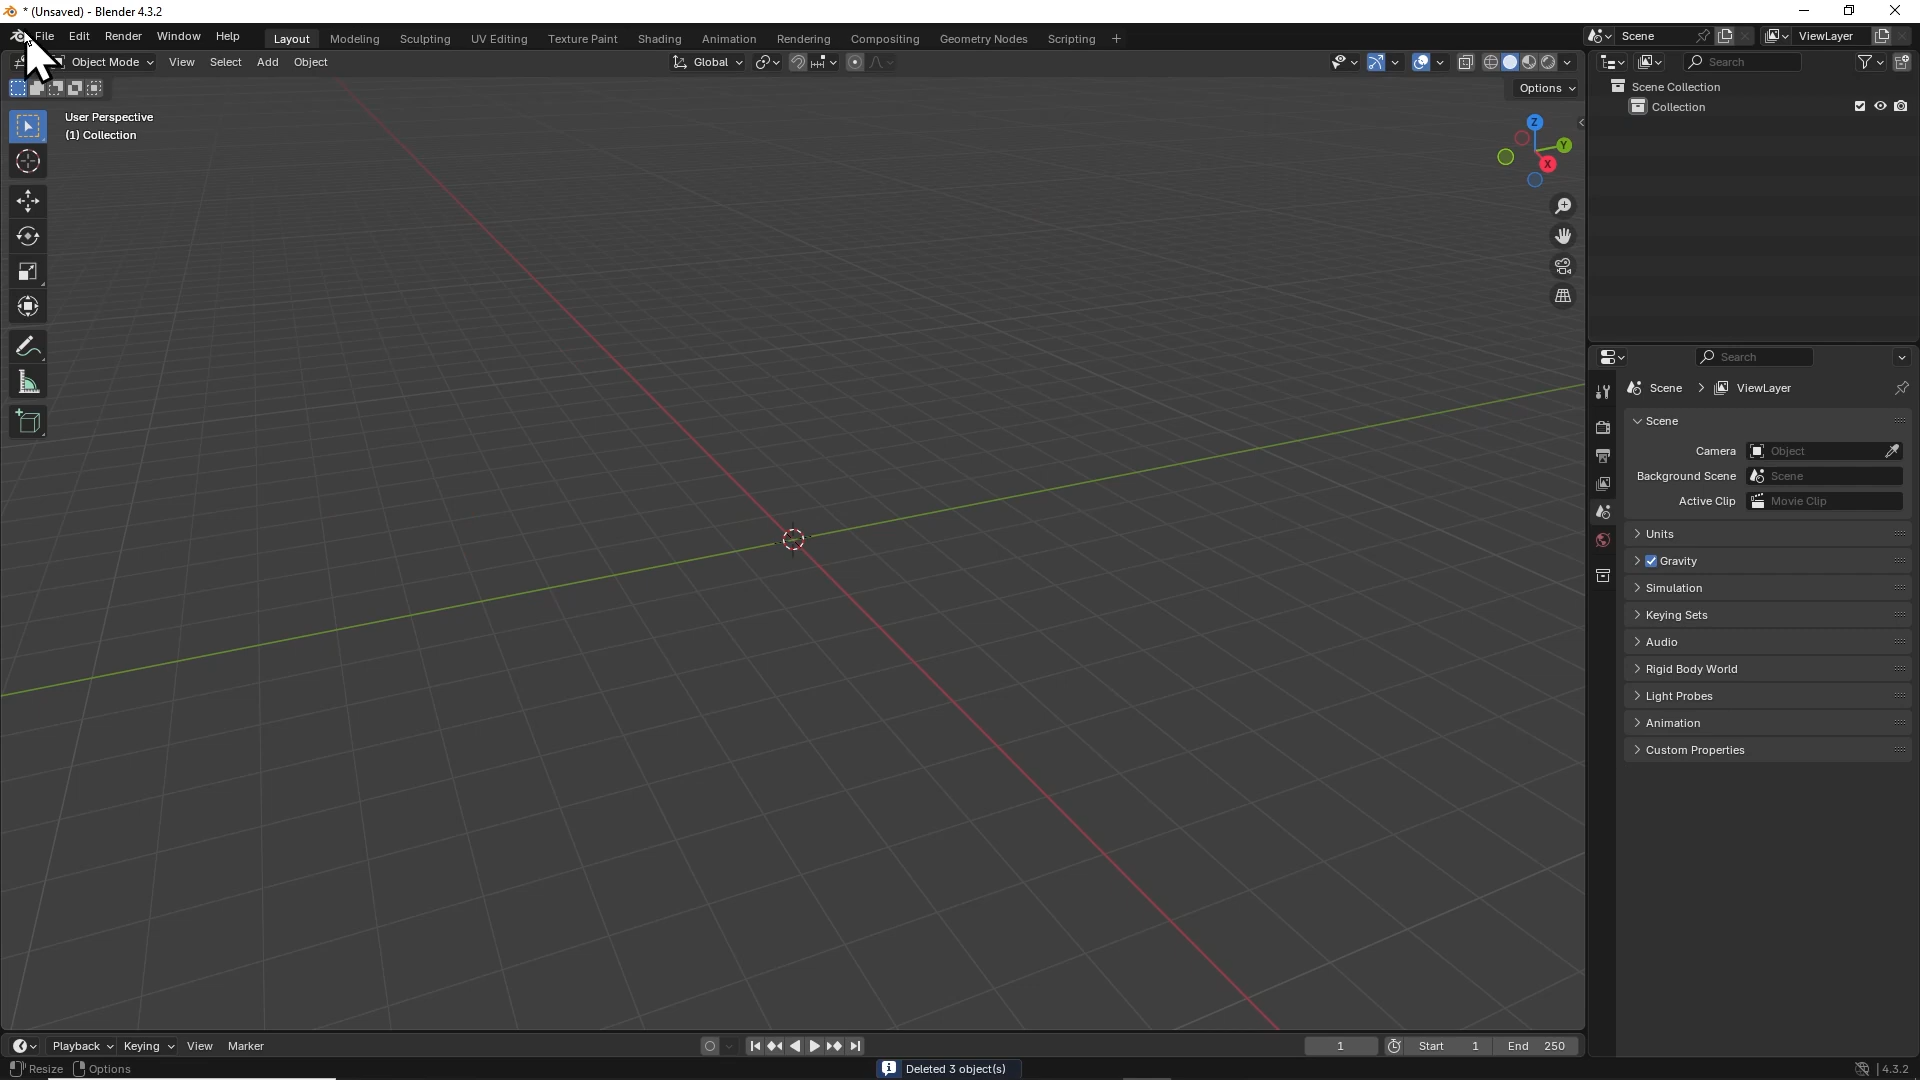 * (Unsaved) - Blender 4.3.2
File Edit Render Window Help Layout Modeling Sculpting UV Editing Texture Paint Shading Animation Rendering Compositing Geometry Nodes Scripting + Scene ViewLayer
Object Mode View Select Add Object Global Search
Options
User Perspective
(1) Collection
Z
Y
X
Scene Collection
Collection
Search
Scene > ViewLayer
Scene
Camera Object
Background Scene Scene
Active Clip Movie Clip
Units
Gravity
Simulation
Keying Sets
Audio
Rigid Body World
Light Probes
Animation
Custom Properties
Playback Keying View Marker 1 Start 1 End 250
Resize Options Deleted 3 object(s) 4.3.2